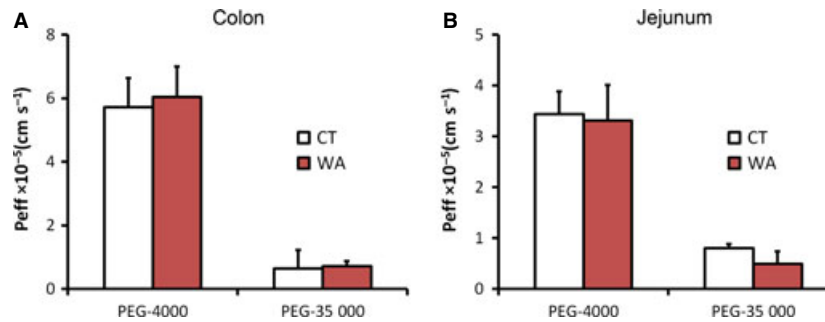 A Colon
Peff ×10⁻⁵(cm s⁻¹)
8
6
4
2
0
CT
WA
PEG-4000 PEG-35 000
B Jejunum
Peff ×10⁻⁵(cm s⁻¹)
5
4
3
2
1
0
CT
WA
PEG-4000 PEG-35 000